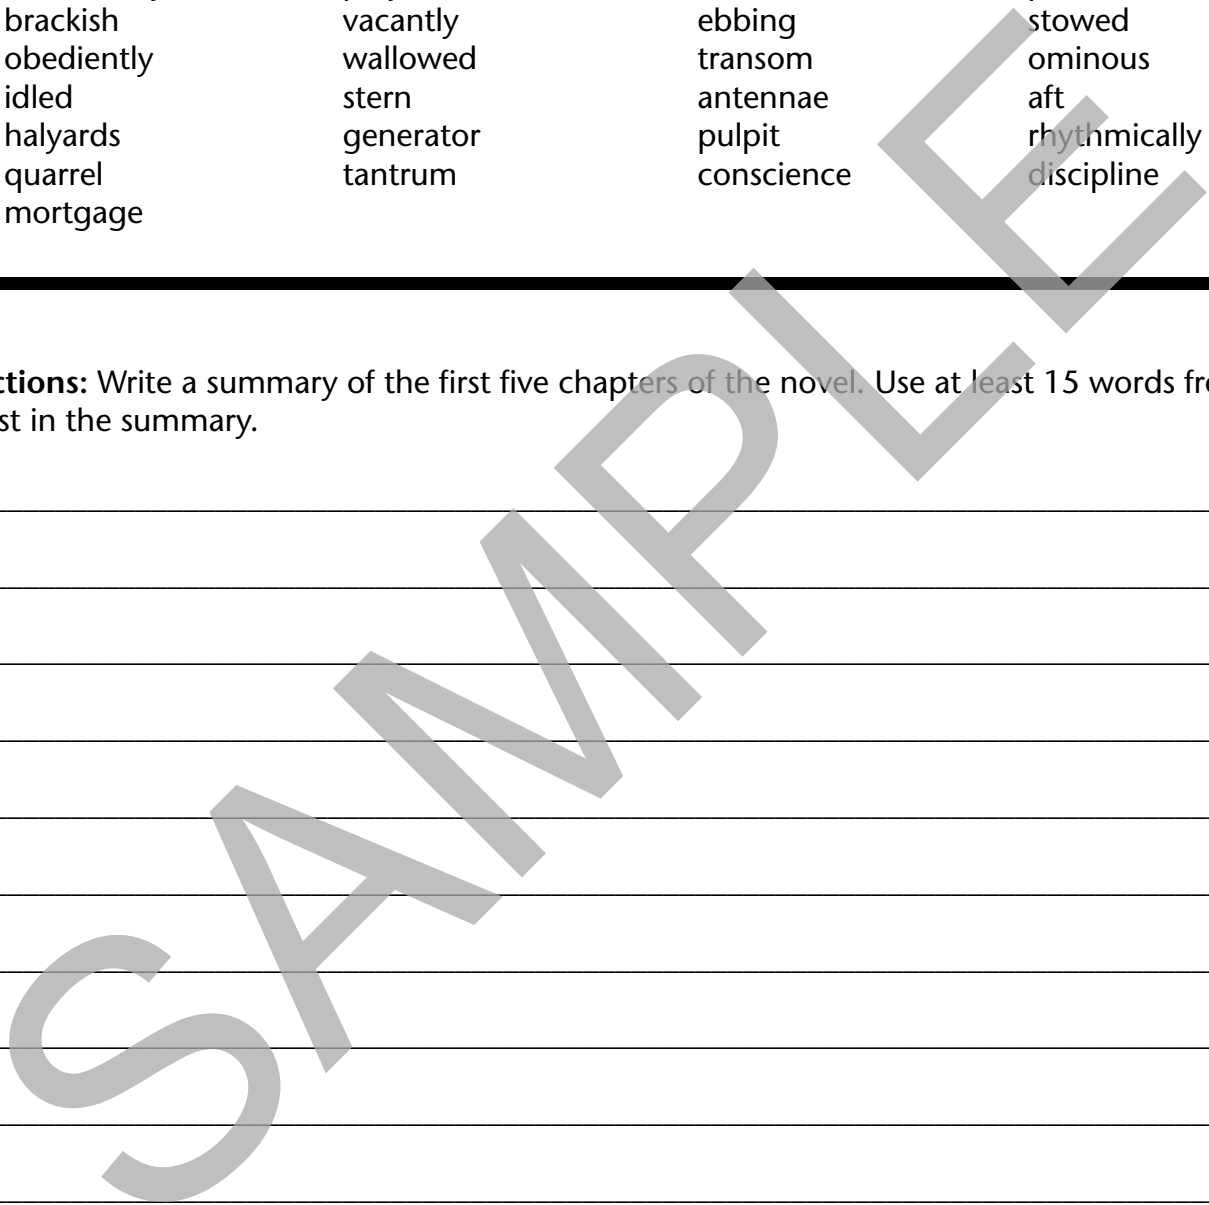 brackish vacantly ebbing stowed
obediently wallowed transom ominous
idled stern antennae aft
halyards generator pulpit rhythmically
quarrel tantrum conscience discipline
mortgage
ctions: Write a summary of the first five chapters of the novel. Use at least 15 words fr
st in the summary.
SAMPLE